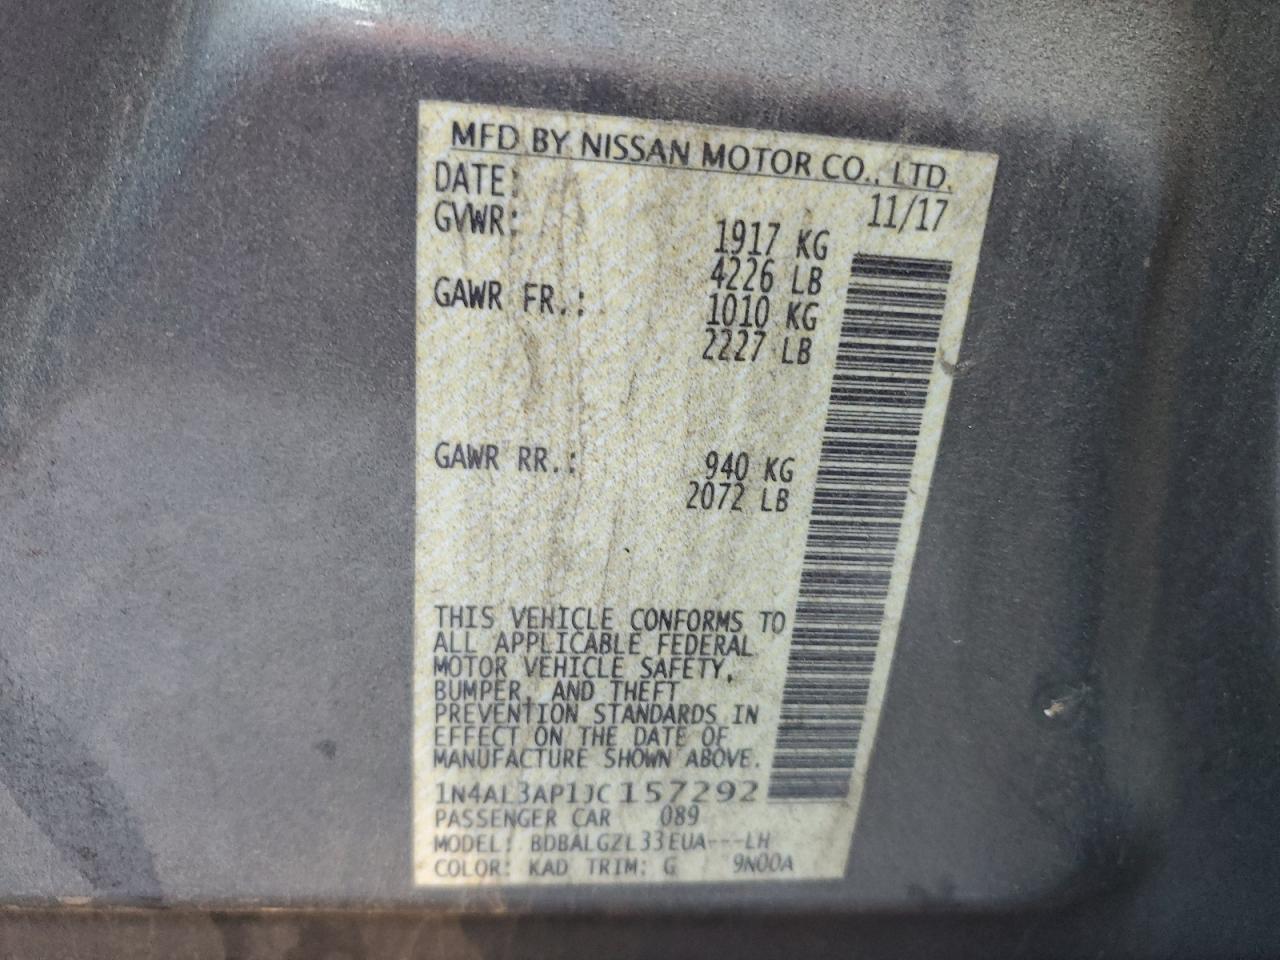 MFD BY NISSAN MOTOR CO., LTD.
DATE: 11/17
GVWR: 1917 KG
4226 LB
GAWR FR.: 1010 KG
2227 LB
GAWR RR.: 940 KG
2072 LB
THIS VEHICLE CONFORMS TO
ALL APPLICABLE FEDERAL
MOTOR VEHICLE SAFETY,
BUMPER, AND THEFT
PREVENTION STANDARDS IN
EFFECT ON THE DATE OF
MANUFACTURE SHOWN ABOVE.
1N4AL3AP1JC157292
PASSENGER CAR 089
MODEL: BDBALGZL33EUA---LH
COLOR: KAD TRIM: G 9N00A